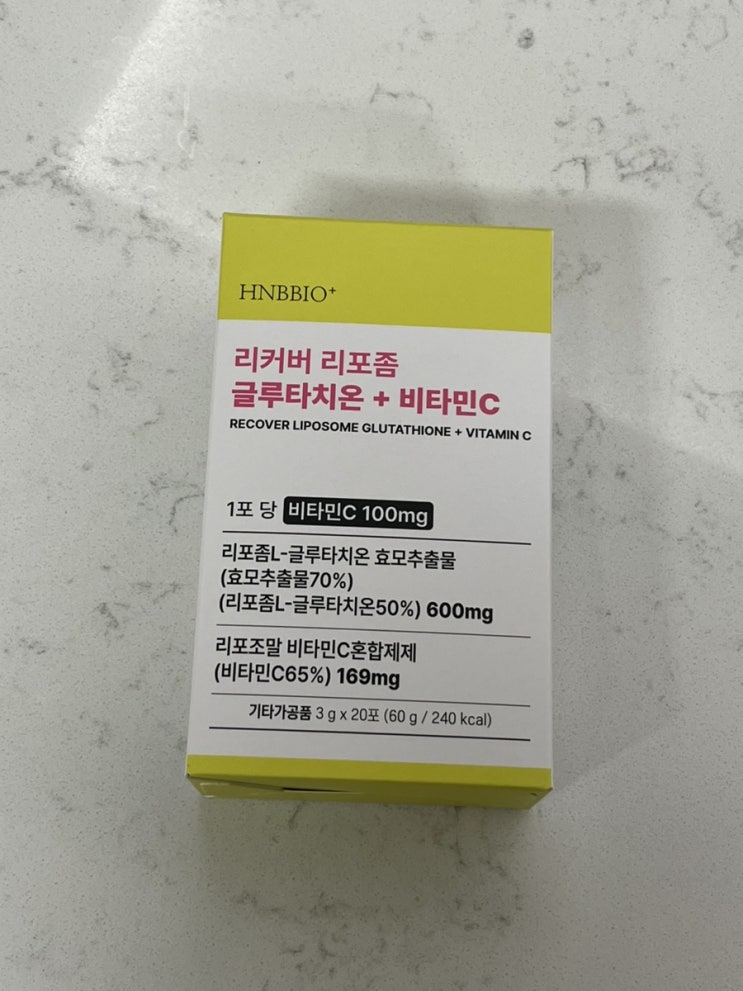 HNBBIO+
리커버 리포좀
글루타치온 + 비타민C
RECOVER LIPOSOME GLUTATHIONE + VITAMIN C
1포 당 비타민C 100mg
리포좀L-글루타치온 효모추출물
(효모추출물70%)
(리포좀L-글루타치온50%) 600mg
리포조말 비타민C혼합제제
(비타민C65%) 169mg
기타가공품 3 g x 20포 (60 g / 240 kcal)